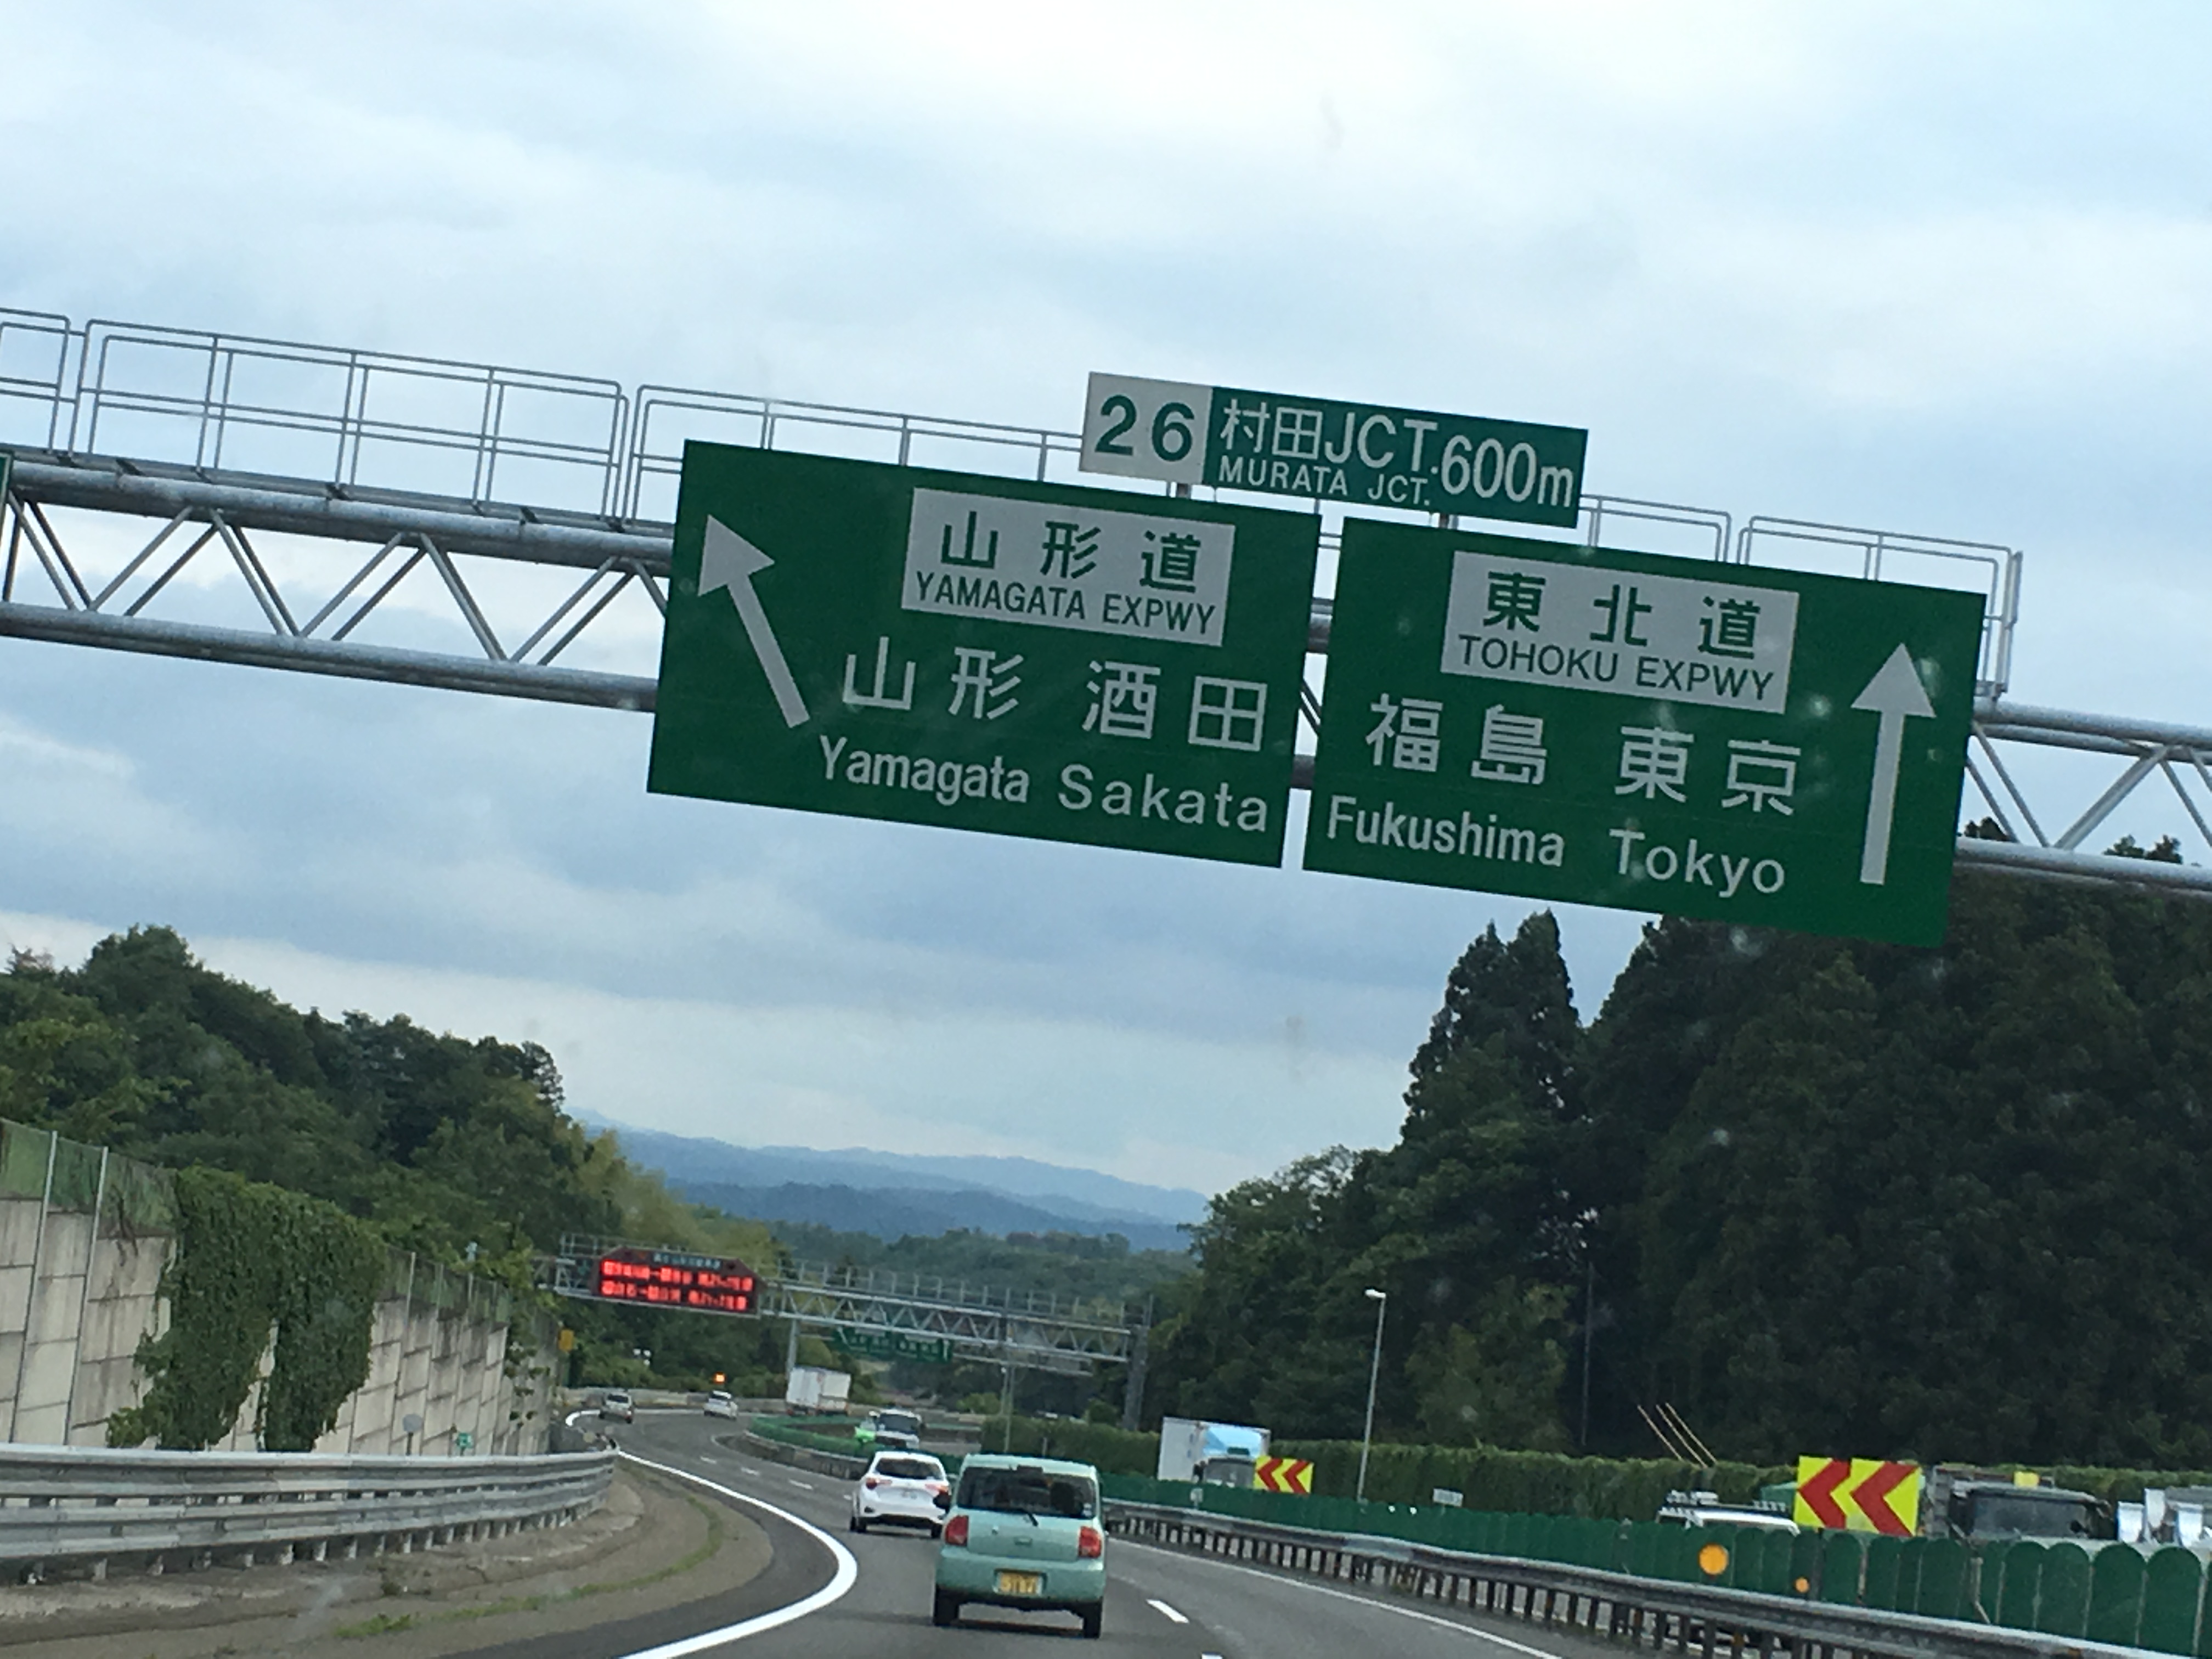 26 村田JCT. 600m
MURATA JCT.
山形道
YAMAGATA EXPWY
山形 酒田
Yamagata Sakata
東北道
TOHOKU EXPWY
福島 東京
Fukushima Tokyo